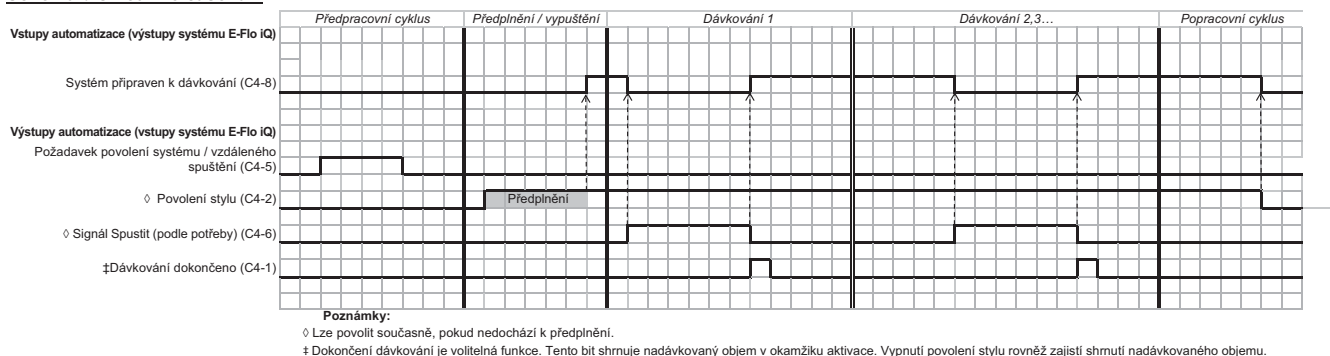 Předpracovní cyklus Předplnění / vypuštění Dávkování 1 Dávkování 2,3… Popracovní cyklus
Vstupy automatizace (výstupy systému E-Flo iQ)
Systém připraven k dávkování (C4-8)
Výstupy automatizace (vstupy systému E-Flo iQ)
Požadavek povolení systému / vzdáleného
spuštění (C4-5)
◊ Povolení stylu (C4-2) Předplnění
◊ Signál Spustit (podle potřeby) (C4-6)
‡Dávkování dokončeno (C4-1)
Poznámky:
◊ Lze povolit současně, pokud nedochází k předplnění.
‡ Dokončení dávkování je volitelná funkce. Tento bit shrnuje nadávkovaný objem v okamžiku aktivace. Vypnutí povolení stylu rovněž zajistí shrnutí nadávkovaného objemu.